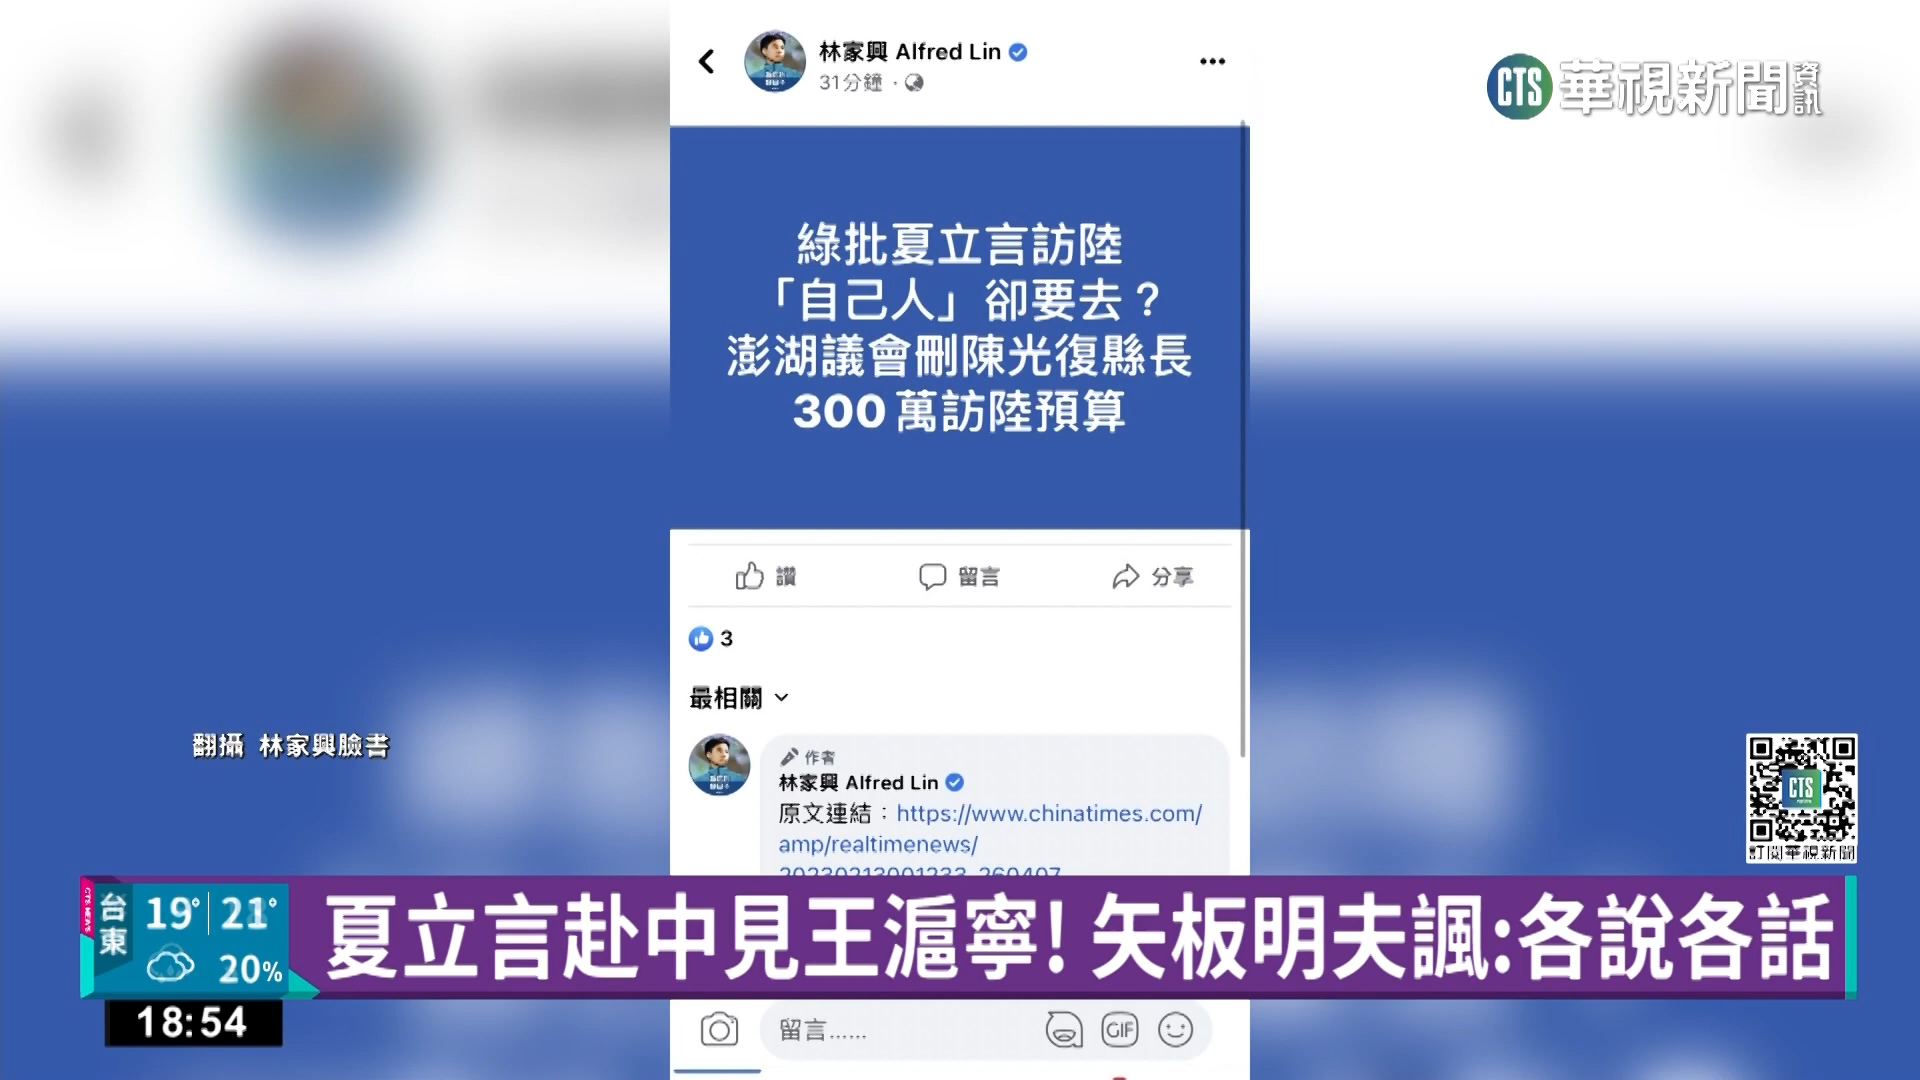 林家興 Alfred Lin
31分鐘
CTS 華視新聞資訊
綠批夏立言訪陸
「自己人」卻要去？
澎湖議會刪陳光復縣長
300萬訪陸預算
讚
留言
分享
3
最相關
作者
林家興 Alfred Lin
原文連結：https://www.chinatimes.com/
amp/realtimenews/
20230213001233-260407
翻攝 林家興臉書
CTS
訂閱華視新聞
CTS NEWS
台東
19° 21°
20%
夏立言赴中見王滬寧! 矢板明夫諷:各說各話
18:54
留言......
GIF